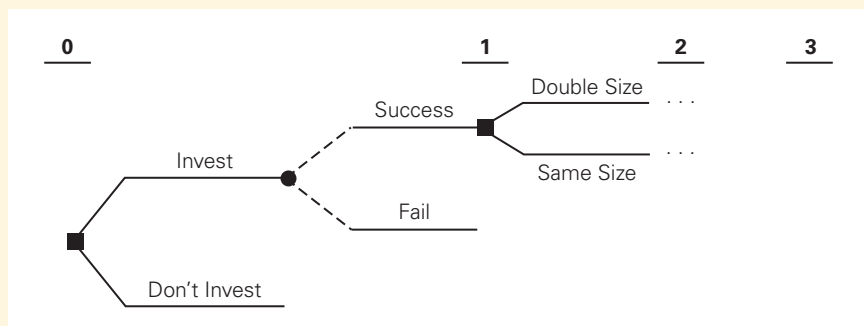 0 1 2 3
Double Size
. . .
Success
Invest
. . .
Same Size
Fail
Don't Invest